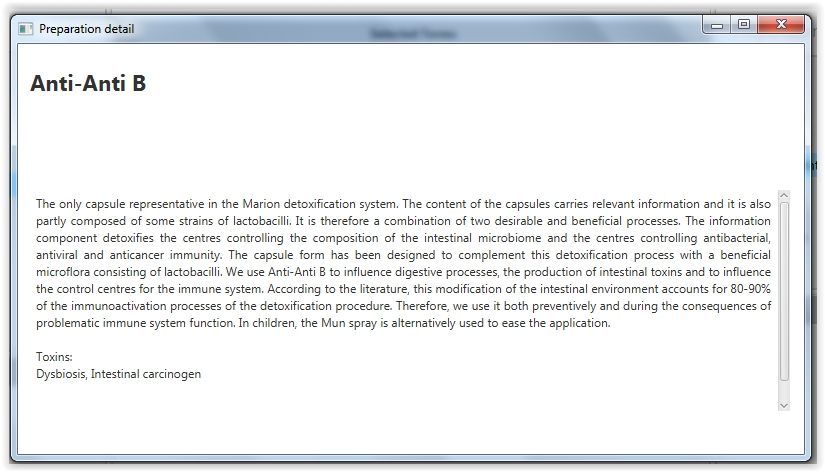 Preparation detail
Selected Toxins
Anti-Anti B
The only capsule representative in the Marion detoxification system. The content of the capsules carries relevant information and it is also
partly composed of some strains of lactobacilli. It is therefore a combination of two desirable and beneficial processes. The information
component detoxifies the centres controlling the composition of the intestinal microbiome and the centres controlling antibacterial,
antiviral and anticancer immunity. The capsule form has been designed to complement this detoxification process with a beneficial
microflora consisting of lactobacilli. We use Anti-Anti B to influence digestive processes, the production of intestinal toxins and to influence
the control centres for the immune system. According to the literature, this modification of the intestinal environment accounts for 80-90%
of the immunoactivation processes of the detoxification procedure. Therefore, we use it both preventively and during the consequences of
problematic immune system function. In children, the Mun spray is alternatively used to ease the application.
Toxins:
Dysbiosis, Intestinal carcinogen